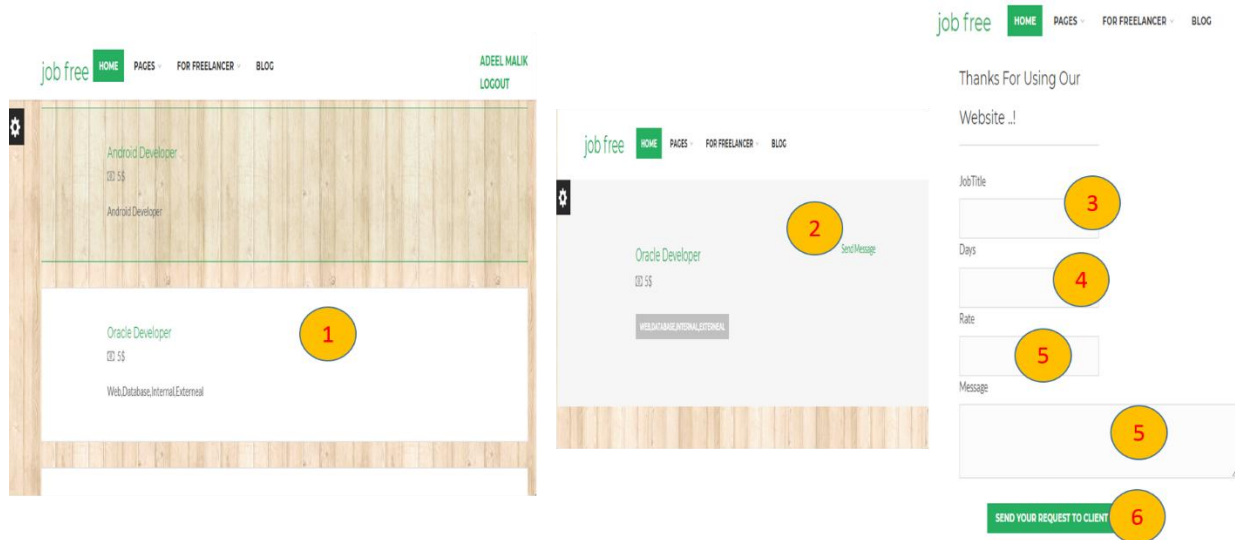 job free HOME PAGES FOR FREELANCER BLOG
ADEEL MALIK
LOGOUT
Android Developer
5$
Android Developer
Oracle Developer
5$
Web,Database,Internal,Externeal
1
job free HOME PAGES FOR FREELANCER BLOG
2
Send Message
Oracle Developer
5$
WEB,DATABASE,INTERNAL,EXTERNEAL
job free HOME PAGES FOR FREELANCER BLOG
Thanks For Using Our
Website ..!
JobTitle
3
Days
4
Rate
5
Message
5
SEND YOUR REQUEST TO CLIENT
6